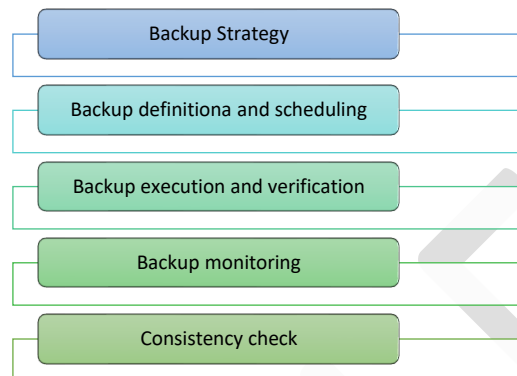 Backup Strategy
Backup definitiona and scheduling
Backup execution and verification
Backup monitoring
Consistency check